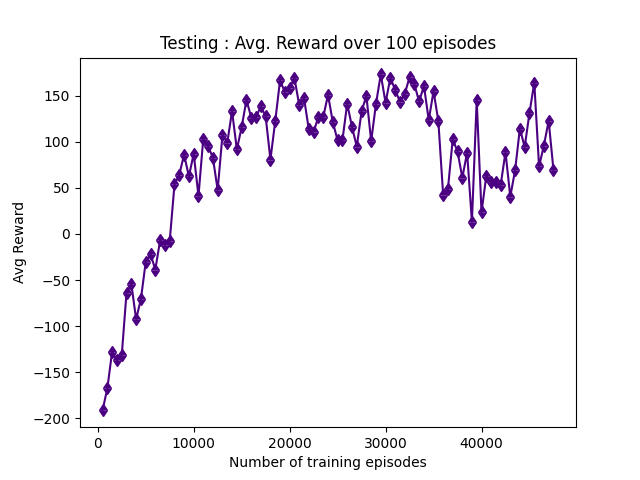 Testing : Avg. Reward over 100 episodes
150
100
50
0
−50
−100
−150
−200
Avg Reward
0 10000 20000 30000 40000
Number of training episodes